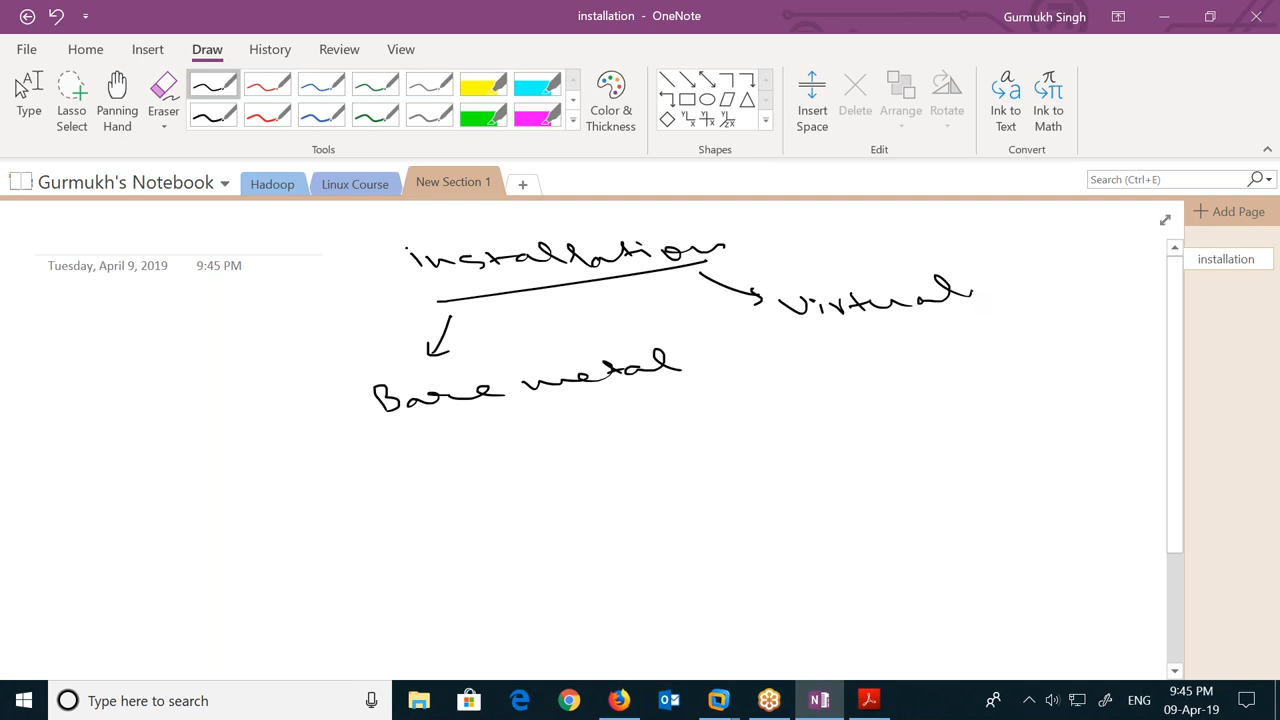 installation - OneNote
Gurmukh Singh
File Home Insert Draw History Review View
Type
Lasso Select
Panning Hand
Eraser
Color & Thickness
Insert Space
Delete
Arrange
Rotate
Ink to Text
Ink to Math
Tools
Shapes
Edit
Convert
Gurmukh's Notebook
Hadoop
Linux Course
New Section 1
Search (Ctrl+E)
Add Page
installation
Tuesday, April 9, 2019 9:45 PM
installation
Virtual
Bare metal
Type here to search
ENG
9:45 PM
09-Apr-19